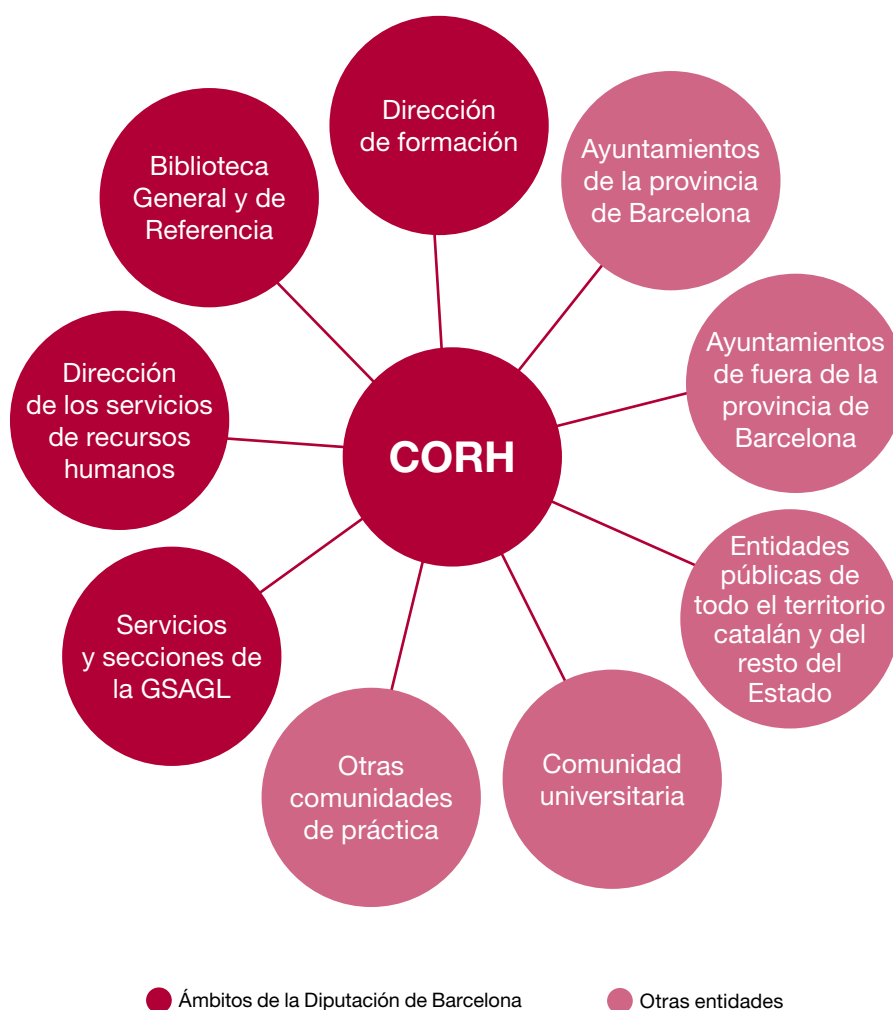 Dirección
de formación
Biblioteca
General y de
Referencia
Ayuntamientos
de la provincia
de Barcelona
Dirección
de los servicios
de recursos
humanos
Ayuntamientos
de fuera de la
provincia de
Barcelona
CORH
Servicios
y secciones de
la GSAGL
Entidades
públicas de
todo el territorio
catalán y del
resto del
Estado
Otras
comunidades
de práctica
Comunidad
universitaria
Ámbitos de la Diputación de Barcelona
Otras entidades